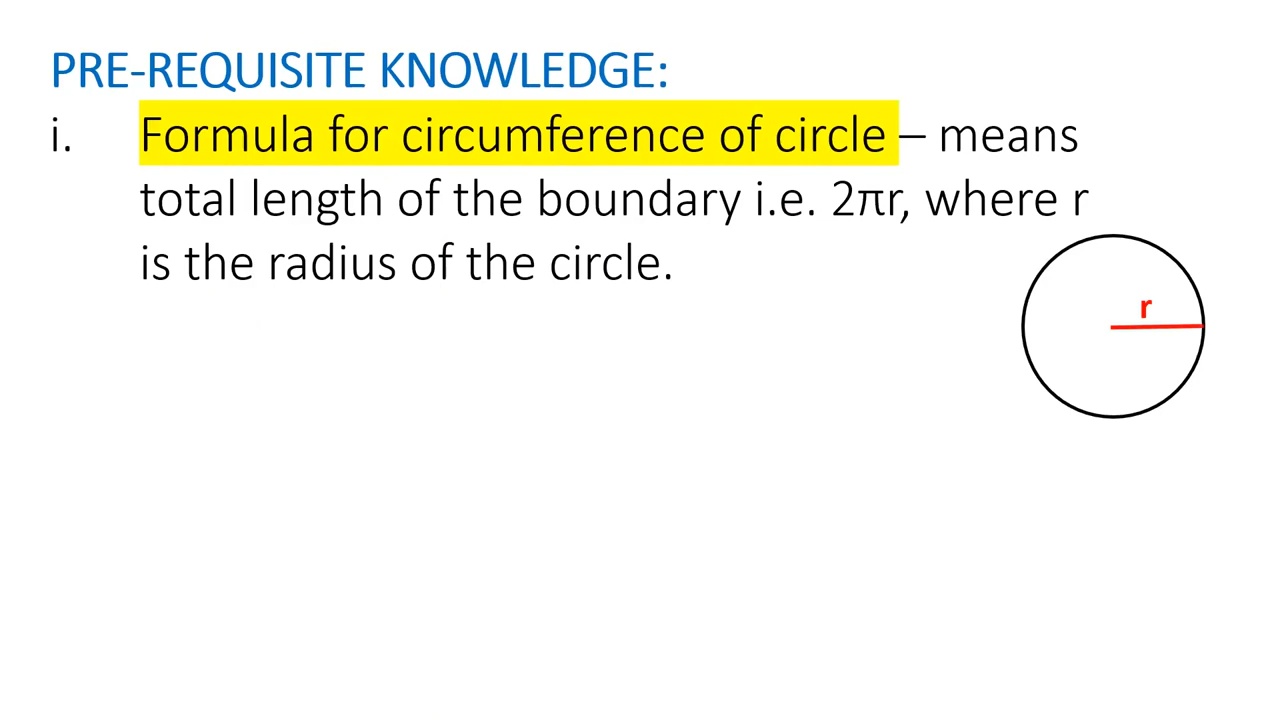 PRE-REQUISITE KNOWLEDGE:
i. Formula for circumference of circle – means
total length of the boundary i.e. 2πr, where r
is the radius of the circle.
r